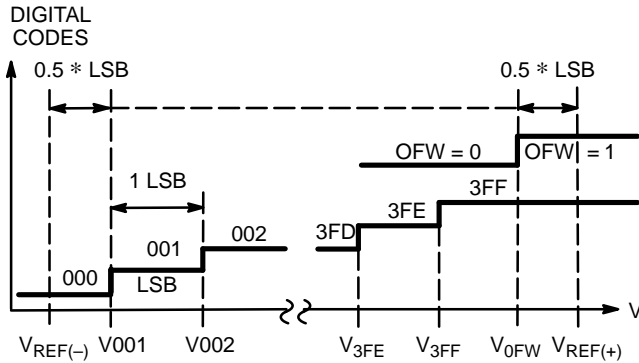 DIGITAL
CODES
0.5 * LSB
0.5 * LSB
OFW = 0
OFW = 1
1 LSB
3FF
3FE
3FD
002
001
000
LSB
V
VREF(–)
V001
V002
V3FE
V3FF
V0FW
VREF(+)